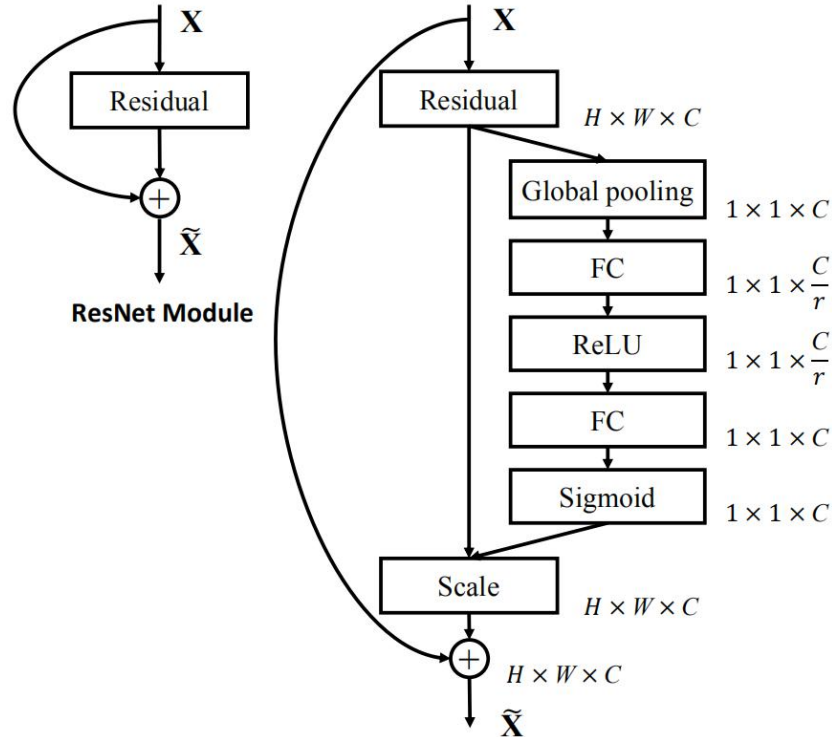 X
Residual
+
X̃
ResNet Module
X
Residual
H × W × C
Global pooling
1 × 1 × C
FC
1 × 1 × C/r
ReLU
1 × 1 × C/r
FC
1 × 1 × C
Sigmoid
1 × 1 × C
Scale
H × W × C
+
H × W × C
X̃